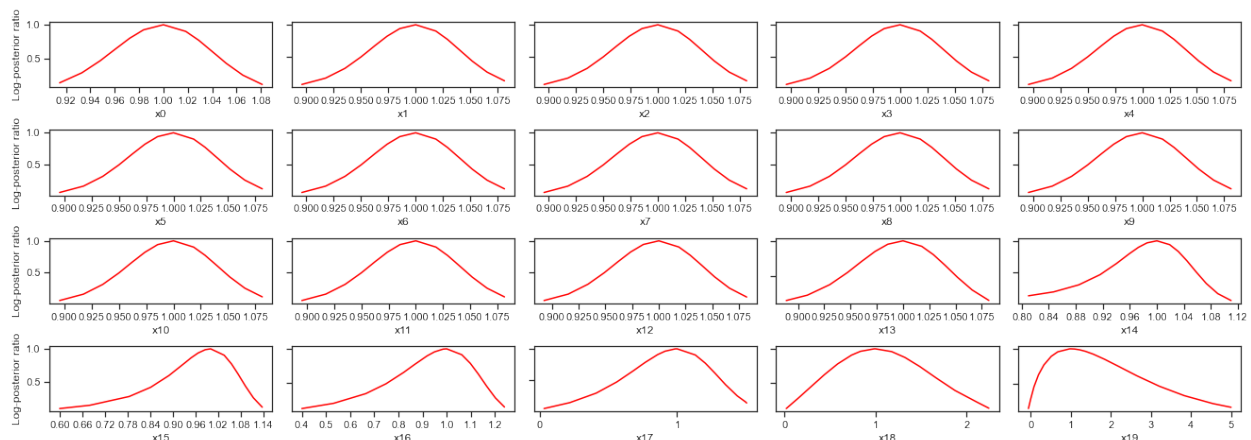 Log-posterior ratio
1.0
0.5
0.92 0.94 0.96 0.98 1.00 1.02 1.04 1.06 1.08
x0
0.900 0.925 0.950 0.975 1.000 1.025 1.050 1.075
x1
0.900 0.925 0.950 0.975 1.000 1.025 1.050 1.075
x2
0.900 0.925 0.950 0.975 1.000 1.025 1.050 1.075
x3
0.900 0.925 0.950 0.975 1.000 1.025 1.050 1.075
x4
Log-posterior ratio
1.0
0.5
0.900 0.925 0.950 0.975 1.000 1.025 1.050 1.075
x5
0.900 0.925 0.950 0.975 1.000 1.025 1.050 1.075
x6
0.900 0.925 0.950 0.975 1.000 1.025 1.050 1.075
x7
0.900 0.925 0.950 0.975 1.000 1.025 1.050 1.075
x8
0.900 0.925 0.950 0.975 1.000 1.025 1.050 1.075
x9
Log-posterior ratio
1.0
0.5
0.900 0.925 0.950 0.975 1.000 1.025 1.050 1.075
x10
0.900 0.925 0.950 0.975 1.000 1.025 1.050 1.075
x11
0.900 0.925 0.950 0.975 1.000 1.025 1.050 1.075
x12
0.900 0.925 0.950 0.975 1.000 1.025 1.050 1.075
x13
0.80 0.84 0.88 0.92 0.96 1.00 1.04 1.08 1.12
x14
Log-posterior ratio
1.0
0.5
0.60 0.66 0.72 0.78 0.84 0.90 0.96 1.02 1.08 1.14
x15
0.4 0.5 0.6 0.7 0.8 0.9 1.0 1.1 1.2
x16
0 1
x17
0 1 2
x18
0 1 2 3 4 5
x19